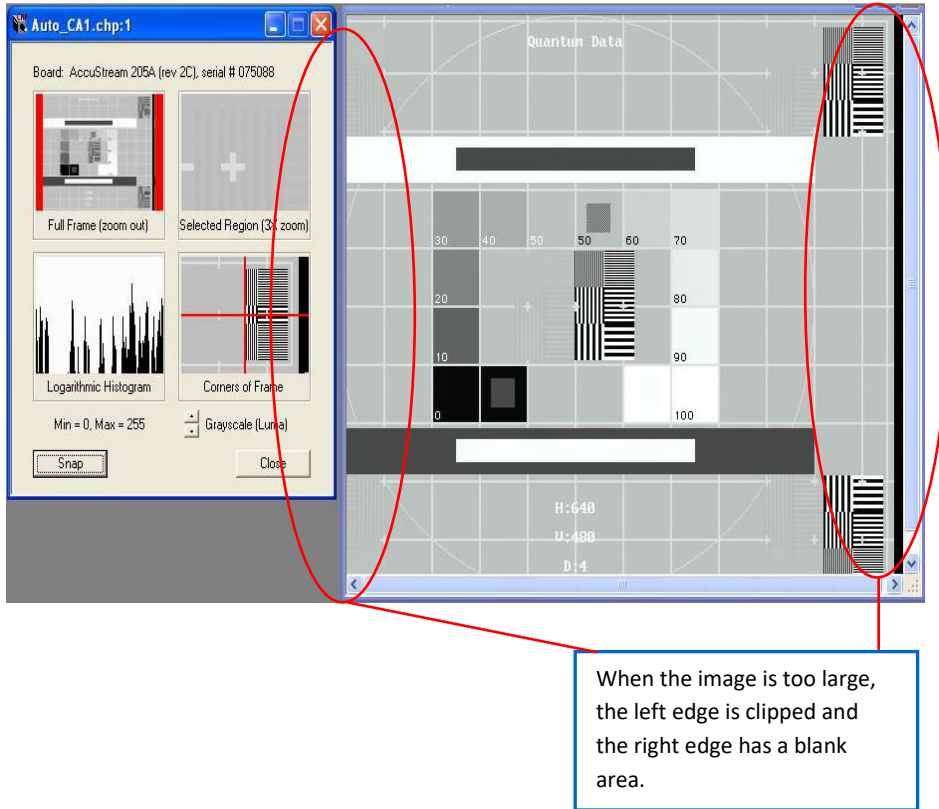 Auto_CA1.chp:1
Board: AccuStream 205A (rev 2C), serial # 075088
Full Frame (zoom out)
Selected Region (3X zoom)
Logarithmic Histogram
Corners of Frame
Min = 0, Max = 255
Grayscale (Luma)
Snap
Close
Quantum Data
30 40 50 50 60 70
20 80
10 90
0 100
H:640
V:480
D:4
When the image is too large,
the left edge is clipped and
the right edge has a blank
area.